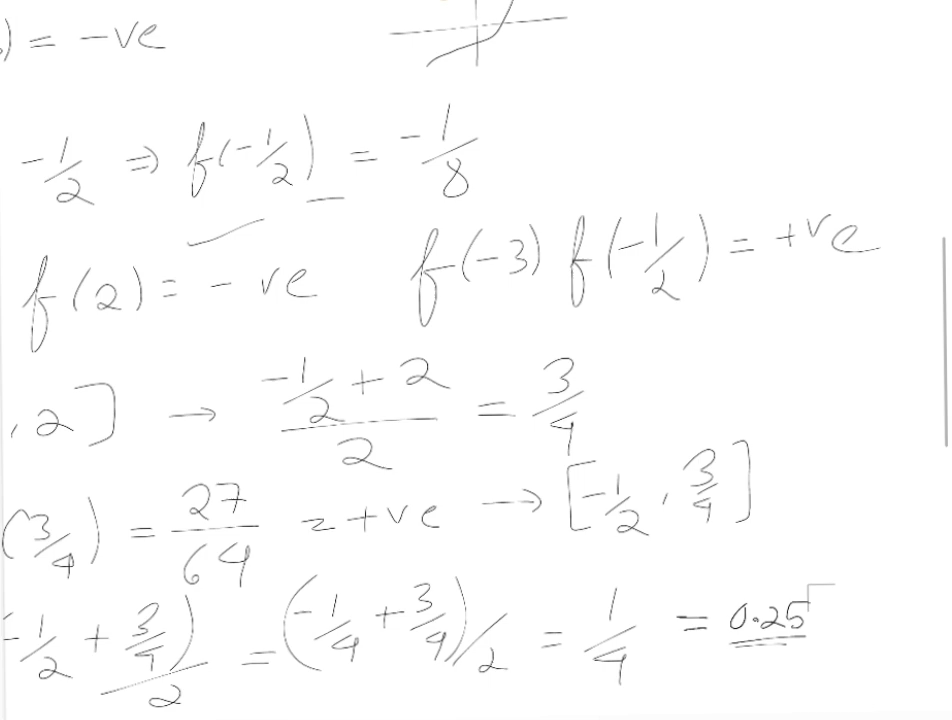 ) = -ve
-1/2 ⇒ f(-1/2) = -1/8
f(2) = -ve f(-3) f(-1/2) = +ve
, 2] → (-1/2 + 2)/2 = 3/4
(3/4) = 27/64 = +ve → [-1/2, 3/4]
-1/2 + 3/4)/2 = (-1/4 + 3/4)/2 = 1/4 = 0.25